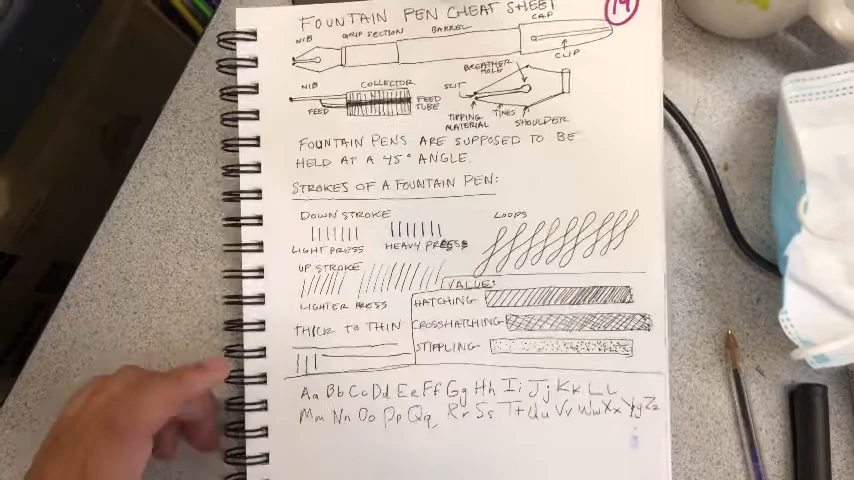 FOUNTAIN PEN CHEAT SHEET
14
NIB GRIP SECTION BARREL CAP
CLIP
NIB COLLECTOR
FEED FEED TUBE
BREATHER HOLE
SLIT
TIPPING MATERIAL TINES SHOULDER
FOUNTAIN PENS ARE SUPPOSED TO BE
HELD AT A 45° ANGLE.
STROKES OF A FOUNTAIN PEN:
DOWN STROKE
LIGHT PRESS HEAVY PRESS
LOOPS
UP STROKE
LIGHTER PRESS
THICK TO THIN
VALUE:
HATCHING
CROSSHATCHING
STIPPLING
Aa Bb Cc Dd Ee Ff Gg Hh Ii Jj Kk Ll
Mm Nn Oo Pp Qq Rr Ss Tt Uu Vv Ww Xx Yy Zz